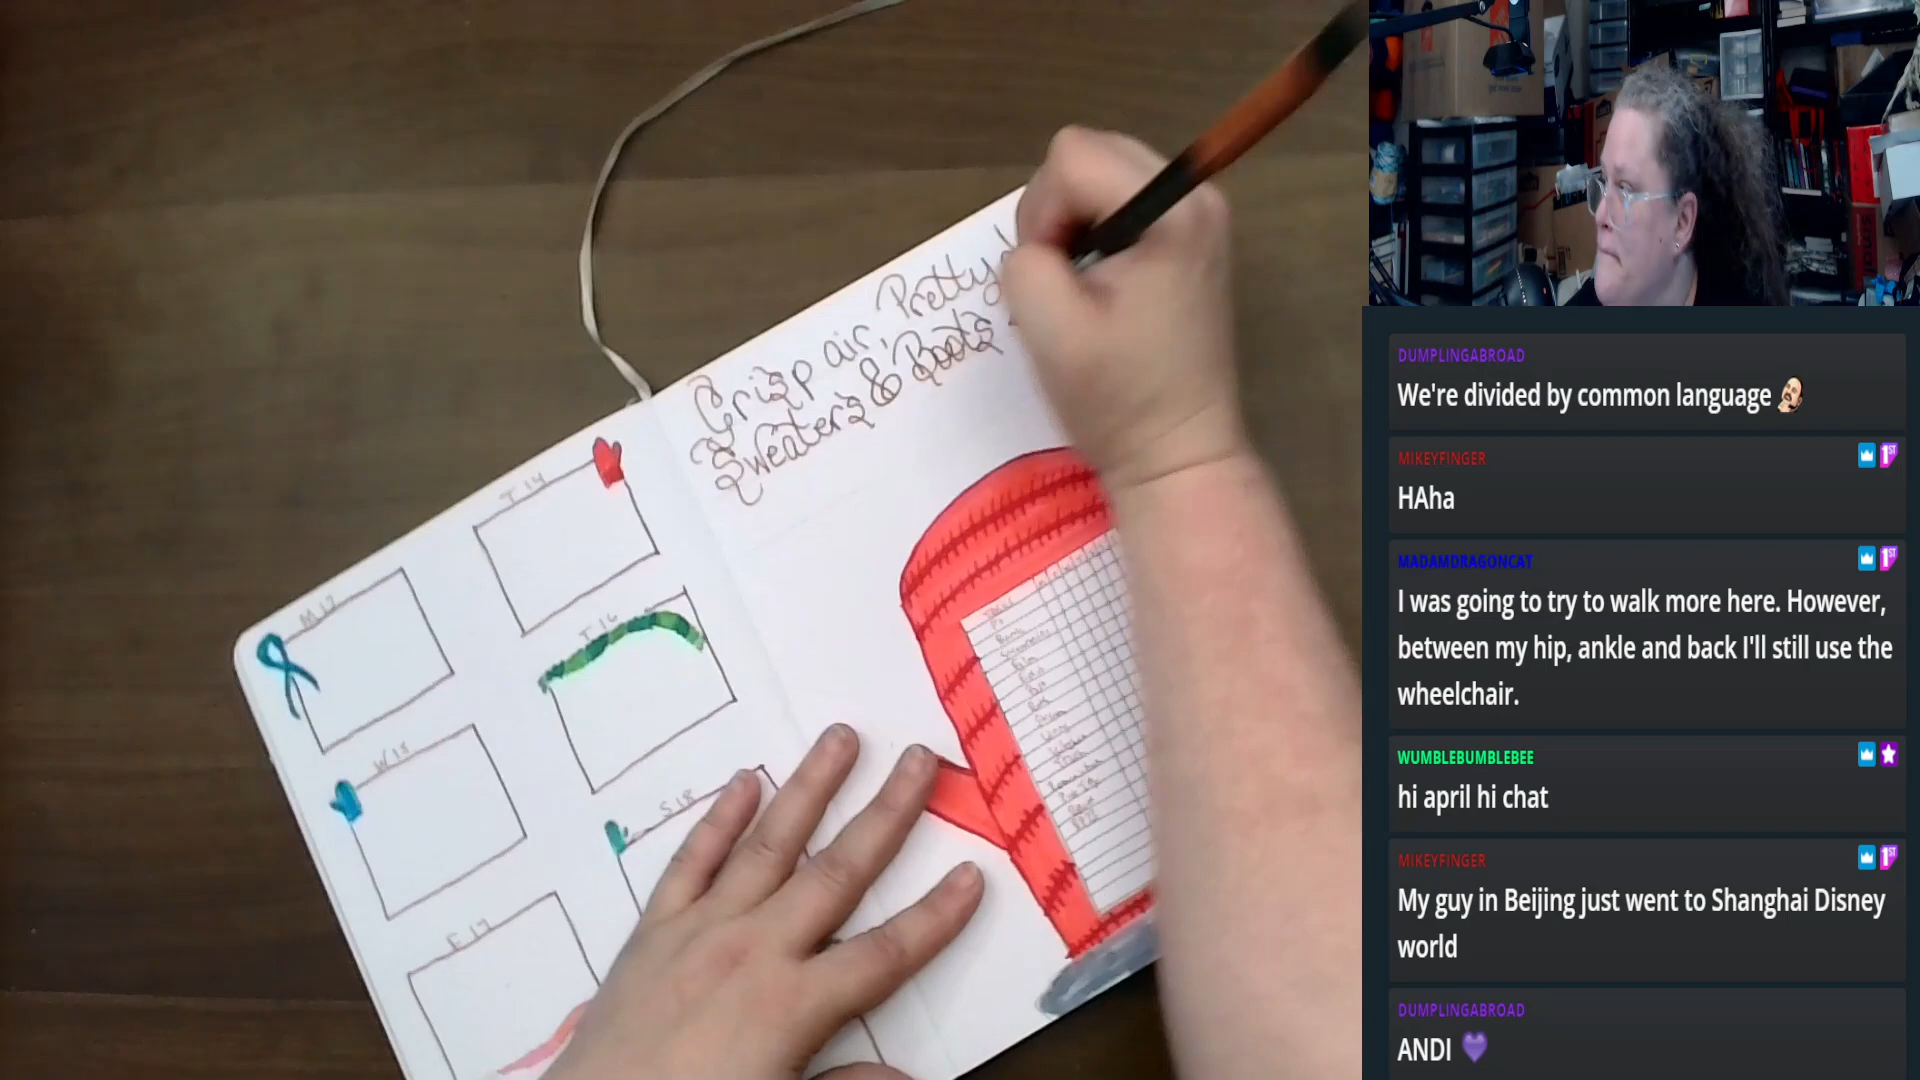 Crisp air, Pretty
Sweaters & Boots
T 14
M 13
T 16
W 15
S 18
F 17
DUMPLINGABROAD
We're divided by common language
MIKEYFINGER
HAha
MADAMDRAGONCAT
I was going to try to walk more here. However,
between my hip, ankle and back I'll still use the
wheelchair.
WUMBLEBUMBLEBEE
hi april hi chat
MIKEYFINGER
My guy in Beijing just went to Shanghai Disney
world
DUMPLINGABROAD
ANDI